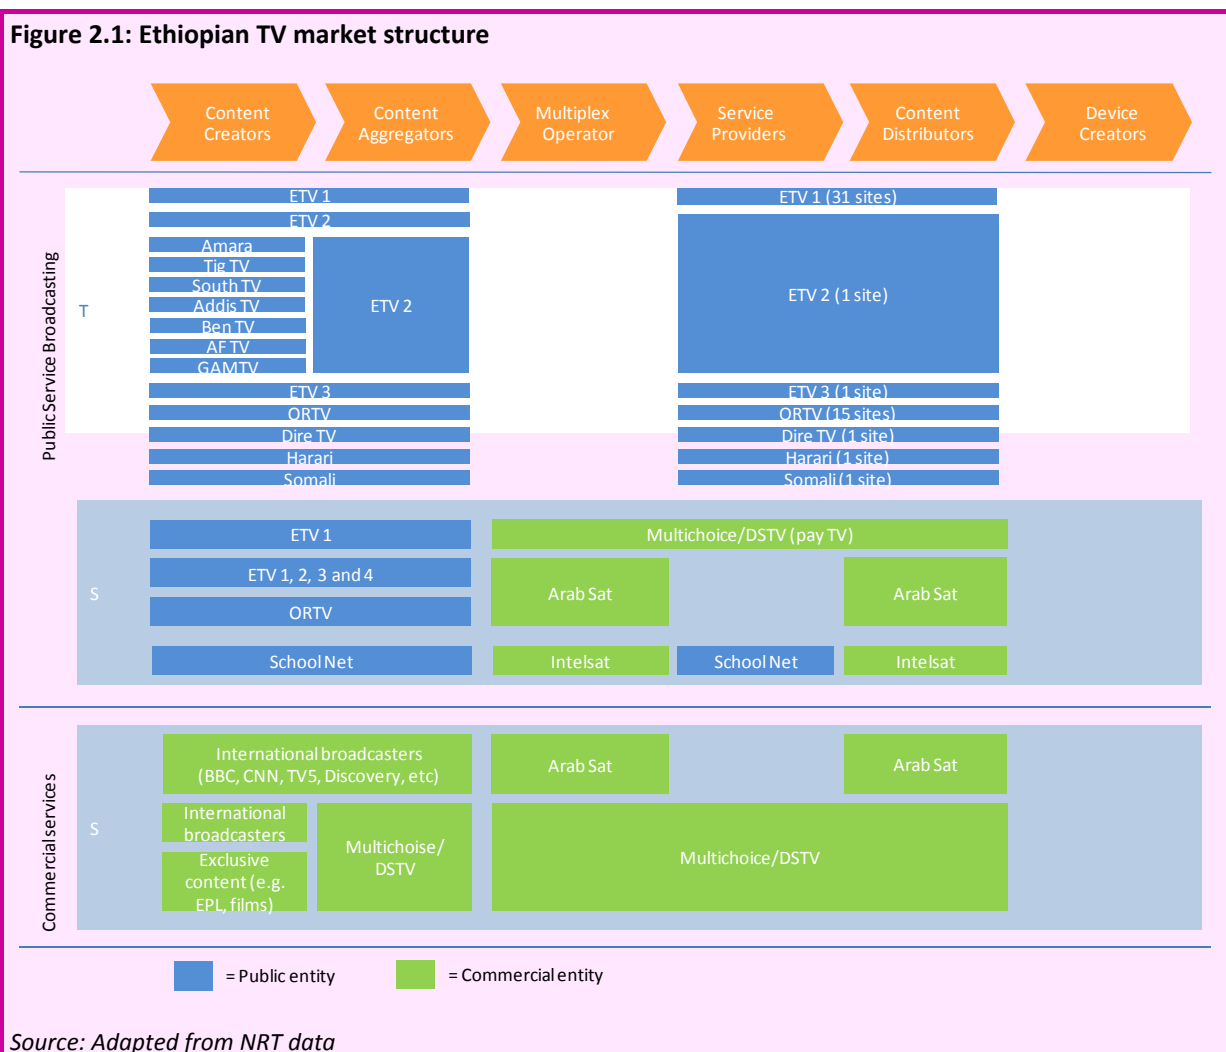 Figure 2.1: Ethiopian TV market structure
Content
Creators
Content
Aggregators
Multiplex
Operator
Service
Providers
Content
Distributors
Device
Creators
Public Service Broadcasting
T
ETV 1
ETV 1 (31 sites)
ETV 2
Amara
Tig TV
South TV
Addis TV
Ben TV
AF TV
GAMTV
ETV 2
ETV 2 (1 site)
ETV 3
ETV 3 (1 site)
ORTV
ORTV (15 sites)
Dire TV
Dire TV (1 site)
Harari
Harari (1 site)
Somali
Somali (1 site)
S
ETV 1
Multichoice/DSTV (pay TV)
ETV 1, 2, 3 and 4
ORTV
Arab Sat
Arab Sat
School Net
Intelsat
School Net
Intelsat
Commercial services
S
International broadcasters
(BBC, CNN, TV5, Discovery, etc)
Arab Sat
Arab Sat
International
broadcasters
Exclusive
content (e.g.
EPL, films)
Multichoise/
DSTV
Multichoice/DSTV
= Public entity
= Commercial entity
Source: Adapted from NRT data